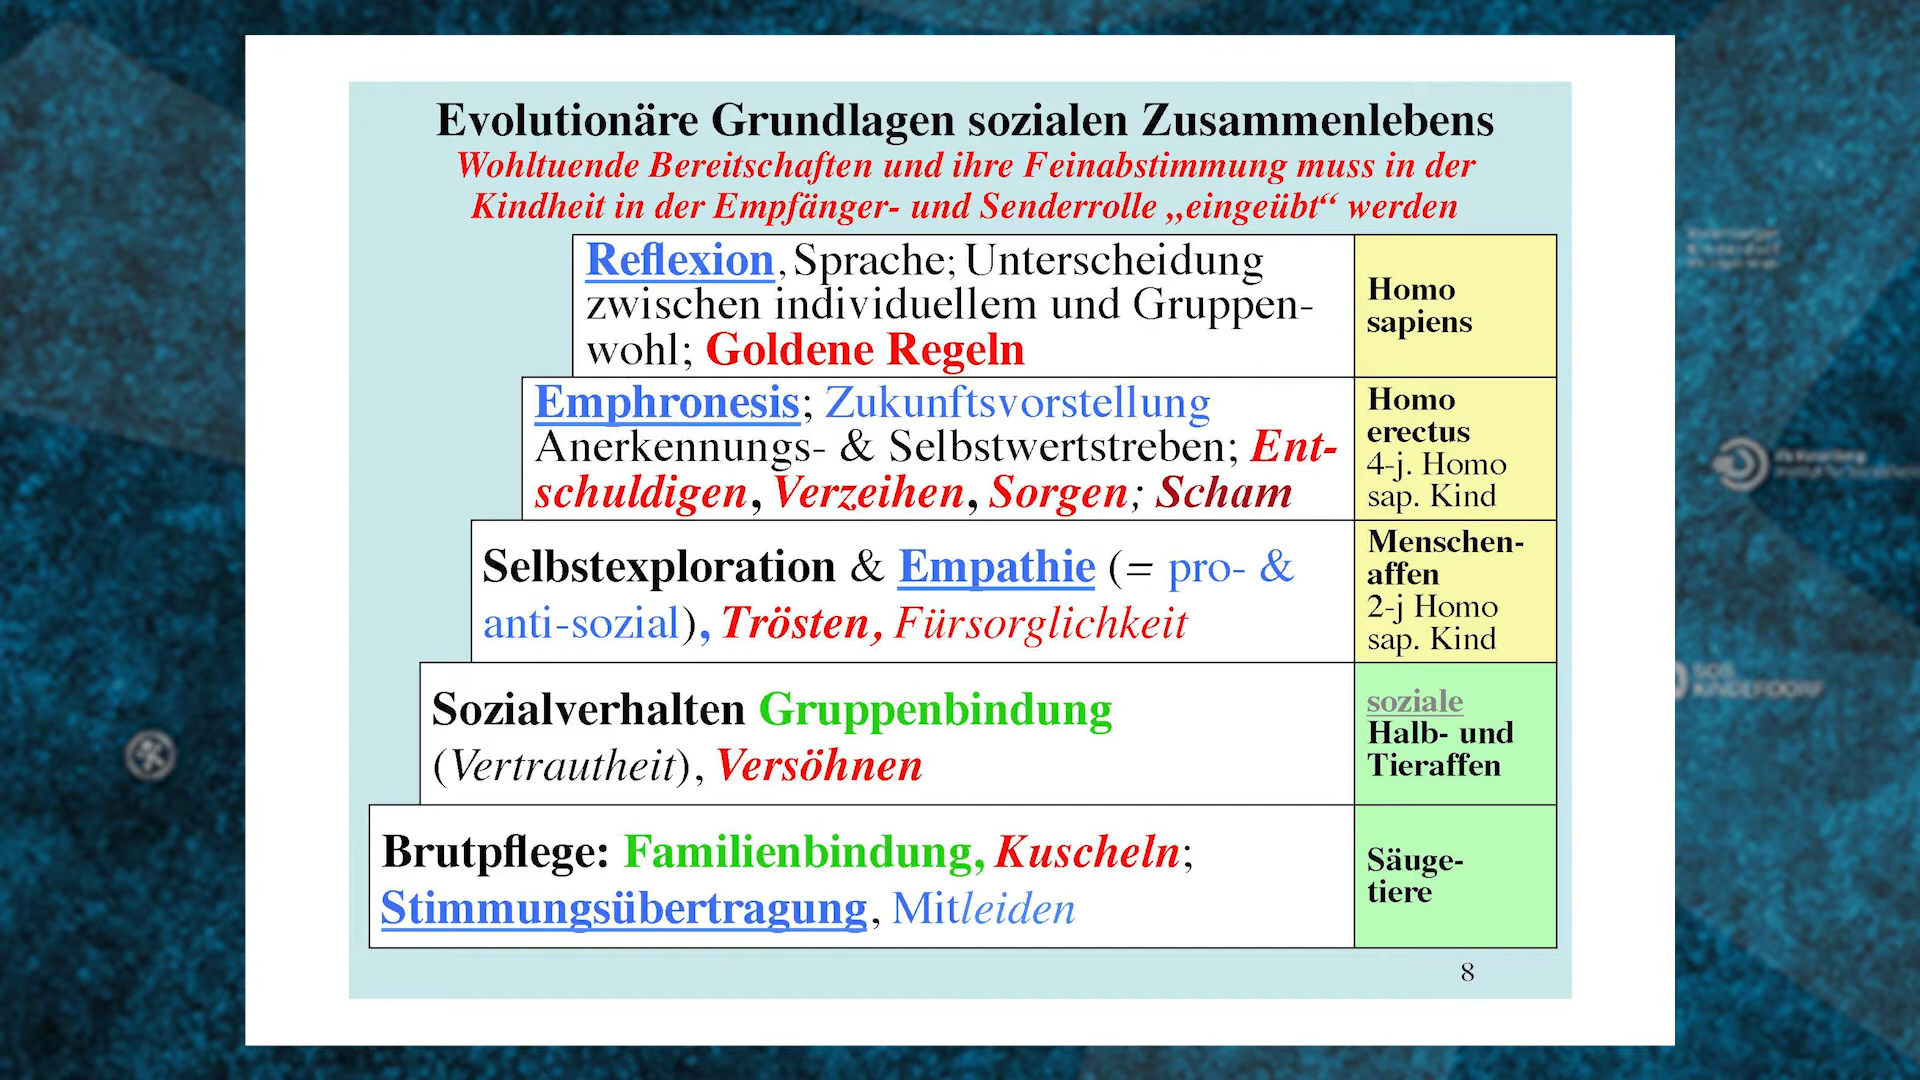 Evolutionäre Grundlagen sozialen Zusammenlebens
Wohltuende Bereitschaften und ihre Feinabstimmung muss in der
Kindheit in der Empfänger- und Senderrolle „eingeübt“ werden
Reflexion, Sprache; Unterscheidung
zwischen individuellem und Gruppen-
wohl; Goldene Regeln
Homo
sapiens
Emphronesis; Zukunftsvorstellung
Anerkennungs- & Selbstwertstreben; Ent-
schuldigen, Verzeihen, Sorgen; Scham
Homo
erectus
4-j. Homo
sap. Kind
Selbstexploration & Empathie (= pro- &
anti-sozial), Trösten, Fürsorglichkeit
Menschen-
affen
2-j Homo
sap. Kind
Sozialverhalten Gruppenbindung
(Vertrautheit), Versöhnen
soziale
Halb- und
Tieraffen
Brutpflege: Familienbindung, Kuscheln;
Stimmungsübertragung, Mitleiden
Säuge-
tiere
8
SOS
KINDERDORF